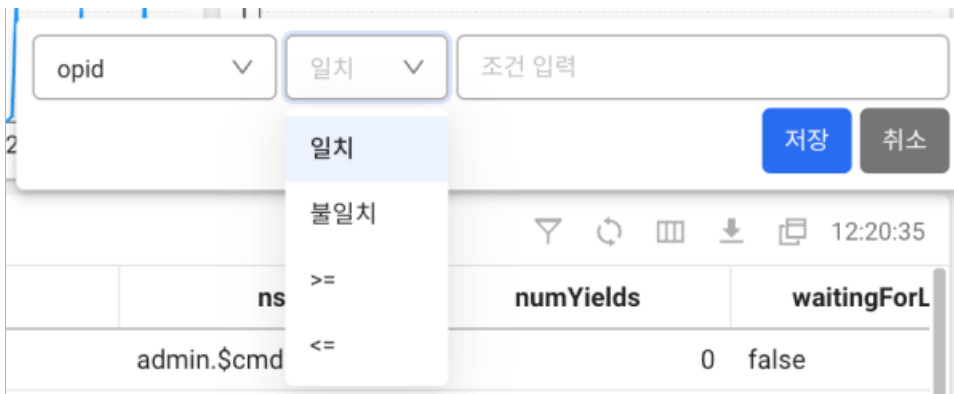 opid 일치 조건 입력
2
일치
저장 취소
불일치
12:20:35
>=
ns numYields waitingForL
<=
admin.$cmd 0 false